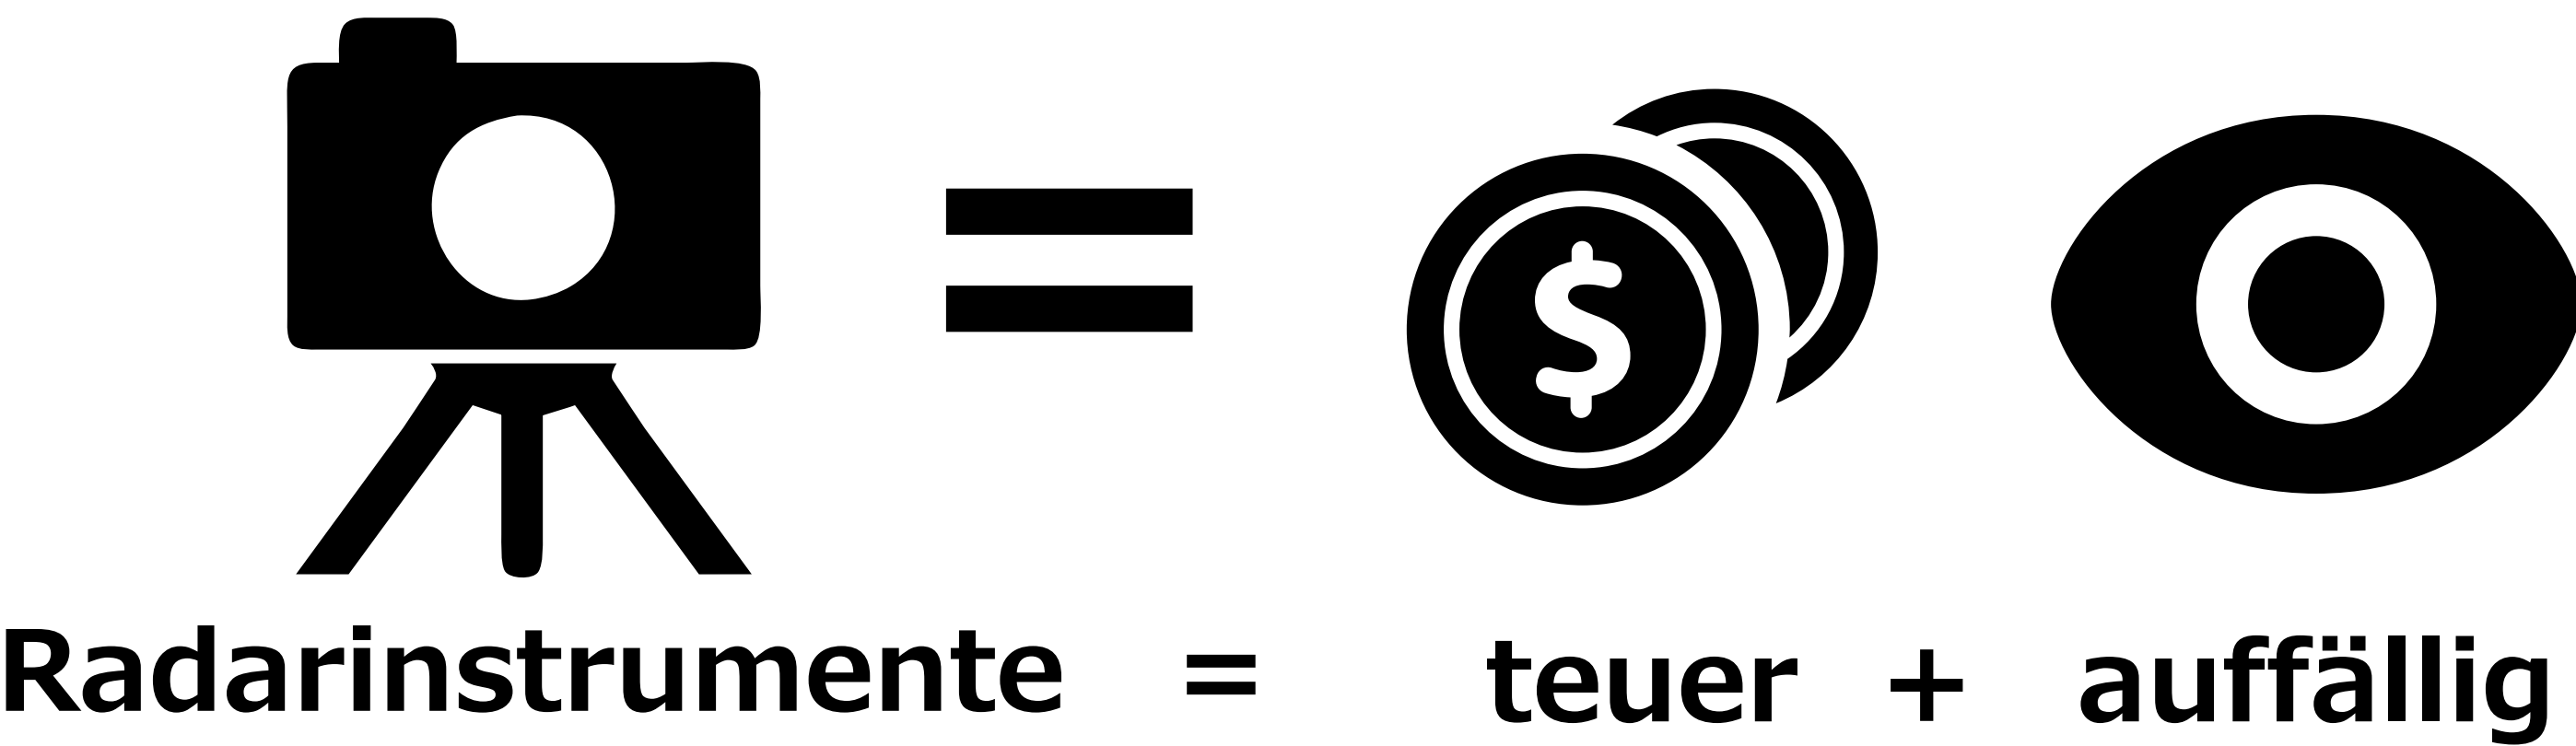 Radarinstrumente = teuer + auffällig